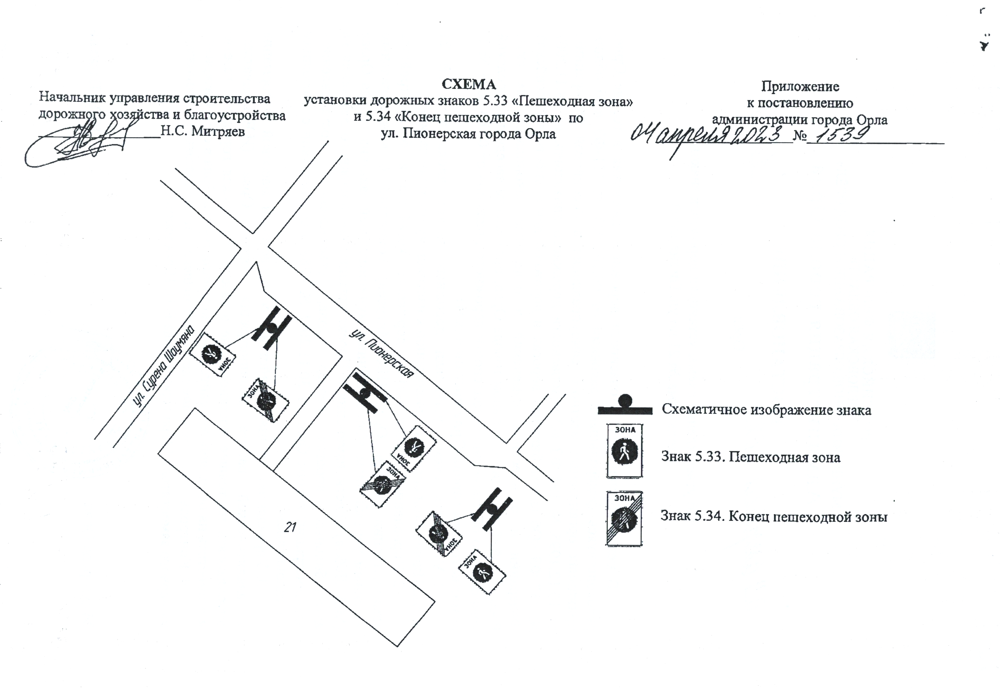 СХЕМА
установки дорожных знаков 5.33 «Пешеходная зона»
и 5.34 «Конец пешеходной зоны» по
ул. Пионерская города Орла
Начальник управления строительства
дорожного хозяйства и благоустройства
Н.С. Митряев
Приложение
к постановлению
администрации города Орла
04 апреля 2023 № 1539
ул. Сурена Шаумяна
ул. Пионерская
ЗОНА
ЗОНА
ЗОНА
ЗОНА
ЗОНА
ЗОНА
21
Схематичное изображение знака
ЗОНА
Знак 5.33. Пешеходная зона
ЗОНА
Знак 5.34. Конец пешеходной зоны